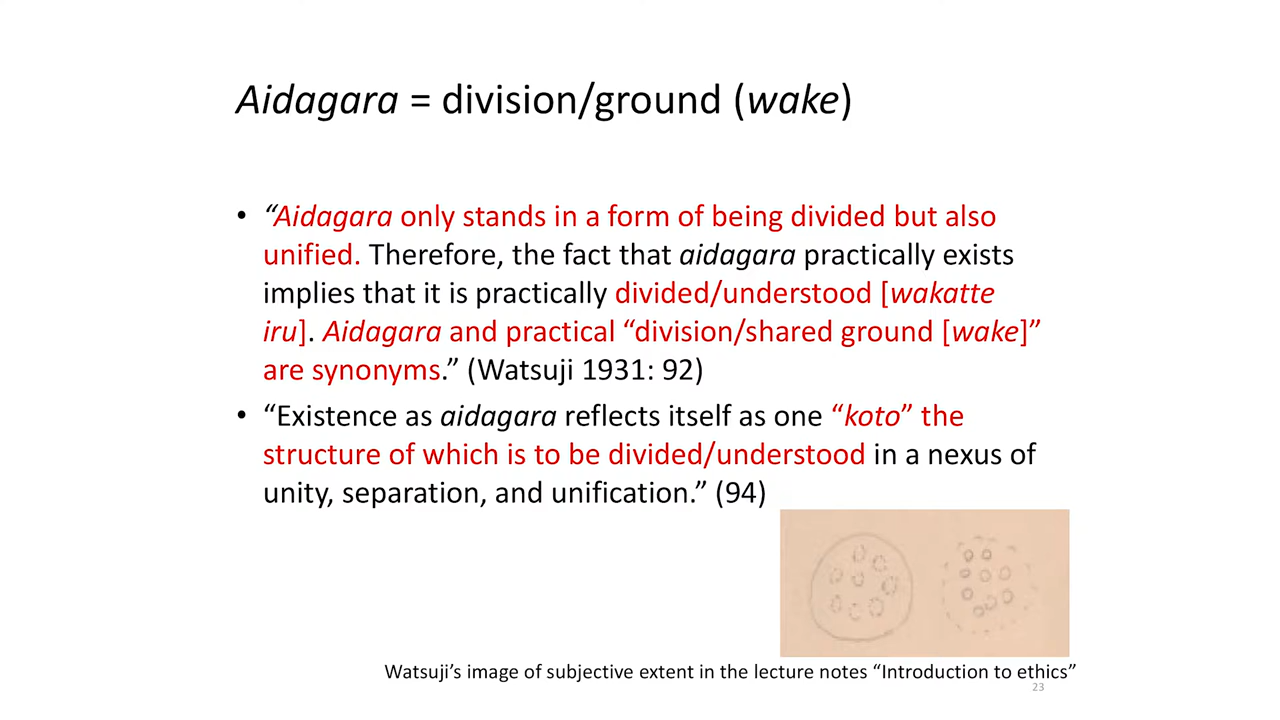 Aidagara = division/ground (wake)
• “Aidagara only stands in a form of being divided but also
unified. Therefore, the fact that aidagara practically exists
implies that it is practically divided/understood [wakatte
iru]. Aidagara and practical “division/shared ground [wake]”
are synonyms.” (Watsuji 1931: 92)
• “Existence as aidagara reflects itself as one “koto” the
structure of which is to be divided/understood in a nexus of
unity, separation, and unification.” (94)
Watsuji’s image of subjective extent in the lecture notes “Introduction to ethics”
23